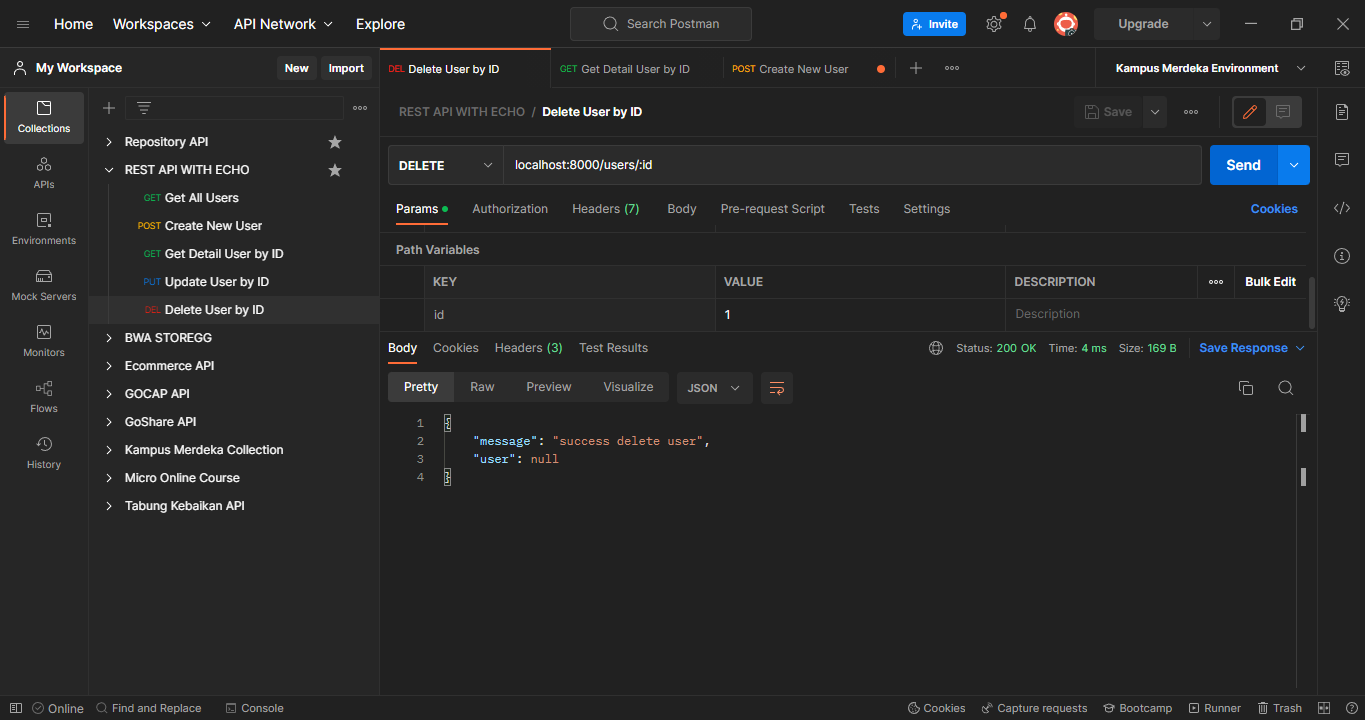 Home Workspaces API Network Explore Search Postman Invite Upgrade
My Workspace New Import
DEL Delete User by ID GET Get Detail User by ID POST Create New User Kampus Merdeka Environment
Collections
APIs
Environments
Mock Servers
Monitors
Flows
History
Repository API
REST API WITH ECHO
GET Get All Users
POST Create New User
GET Get Detail User by ID
PUT Update User by ID
DEL Delete User by ID
BWA STOREGG
Ecommerce API
GOCAP API
GoShare API
Kampus Merdeka Collection
Micro Online Course
Tabung Kebaikan API
REST API WITH ECHO / Delete User by ID Save
DELETE localhost:8000/users/:id Send
Params Authorization Headers (7) Body Pre-request Script Tests Settings Cookies
Path Variables
KEY VALUE DESCRIPTION Bulk Edit
id 1 Description
Body Cookies Headers (3) Test Results Status: 200 OK Time: 4 ms Size: 169 B Save Response
Pretty Raw Preview Visualize JSON
1 {
2 "message": "success delete user",
3 "user": null
4 }
Online Find and Replace Console Cookies Capture requests Bootcamp Runner Trash